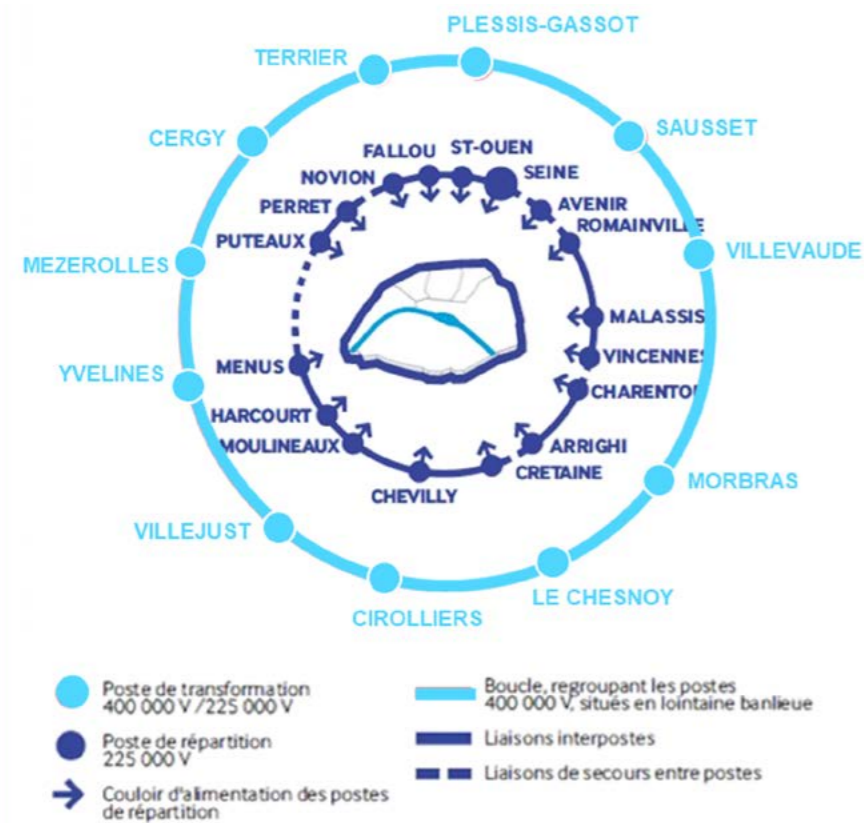 PLESSIS-GASSOT
TERRIER
SAUSSET
CERGY
FALLOU
ST-OUEN
NOVION
SEINE
PERRET
AVENIR
PUTEAUX
ROMAINVILLE
MEZEROLLES
VILLEVAUDE
MALASSIS
YVELINES
MENUS
VINCENNES
CHARENTO
HARCOURT
MOULINEAUX
ARRIGHI
CRETAINE
CHEVILLY
MORBRAS
VILLEJUST
LE CHESNOY
CIROLLIERS
Poste de transformation
400 000 V /225 000 V
Poste de répartition
225 000 V
Couloir d'alimentation des postes
de répartition
Boucle, regroupant les postes
400 000 V, situés en lointaine banlieue
Liaisons interpostes
Liaisons de secours entre postes